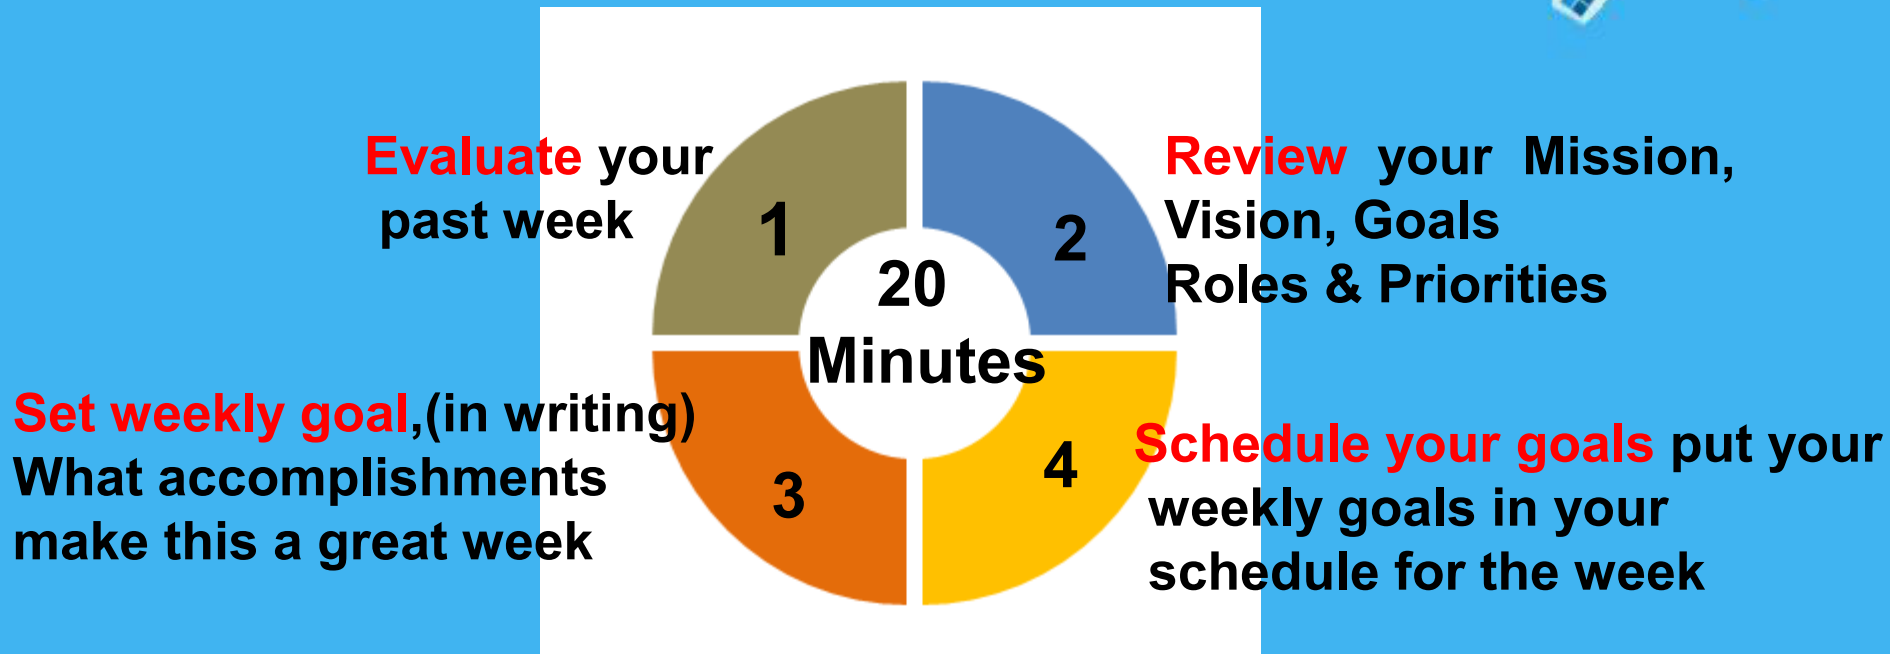 Evaluate your
past week
1
2
Review your Mission,
Vision, Goals
Roles & Priorities
20
Minutes
Set weekly goal,(in writing)
What accomplishments
make this a great week
3
4
Schedule your goals put your
weekly goals in your
schedule for the week